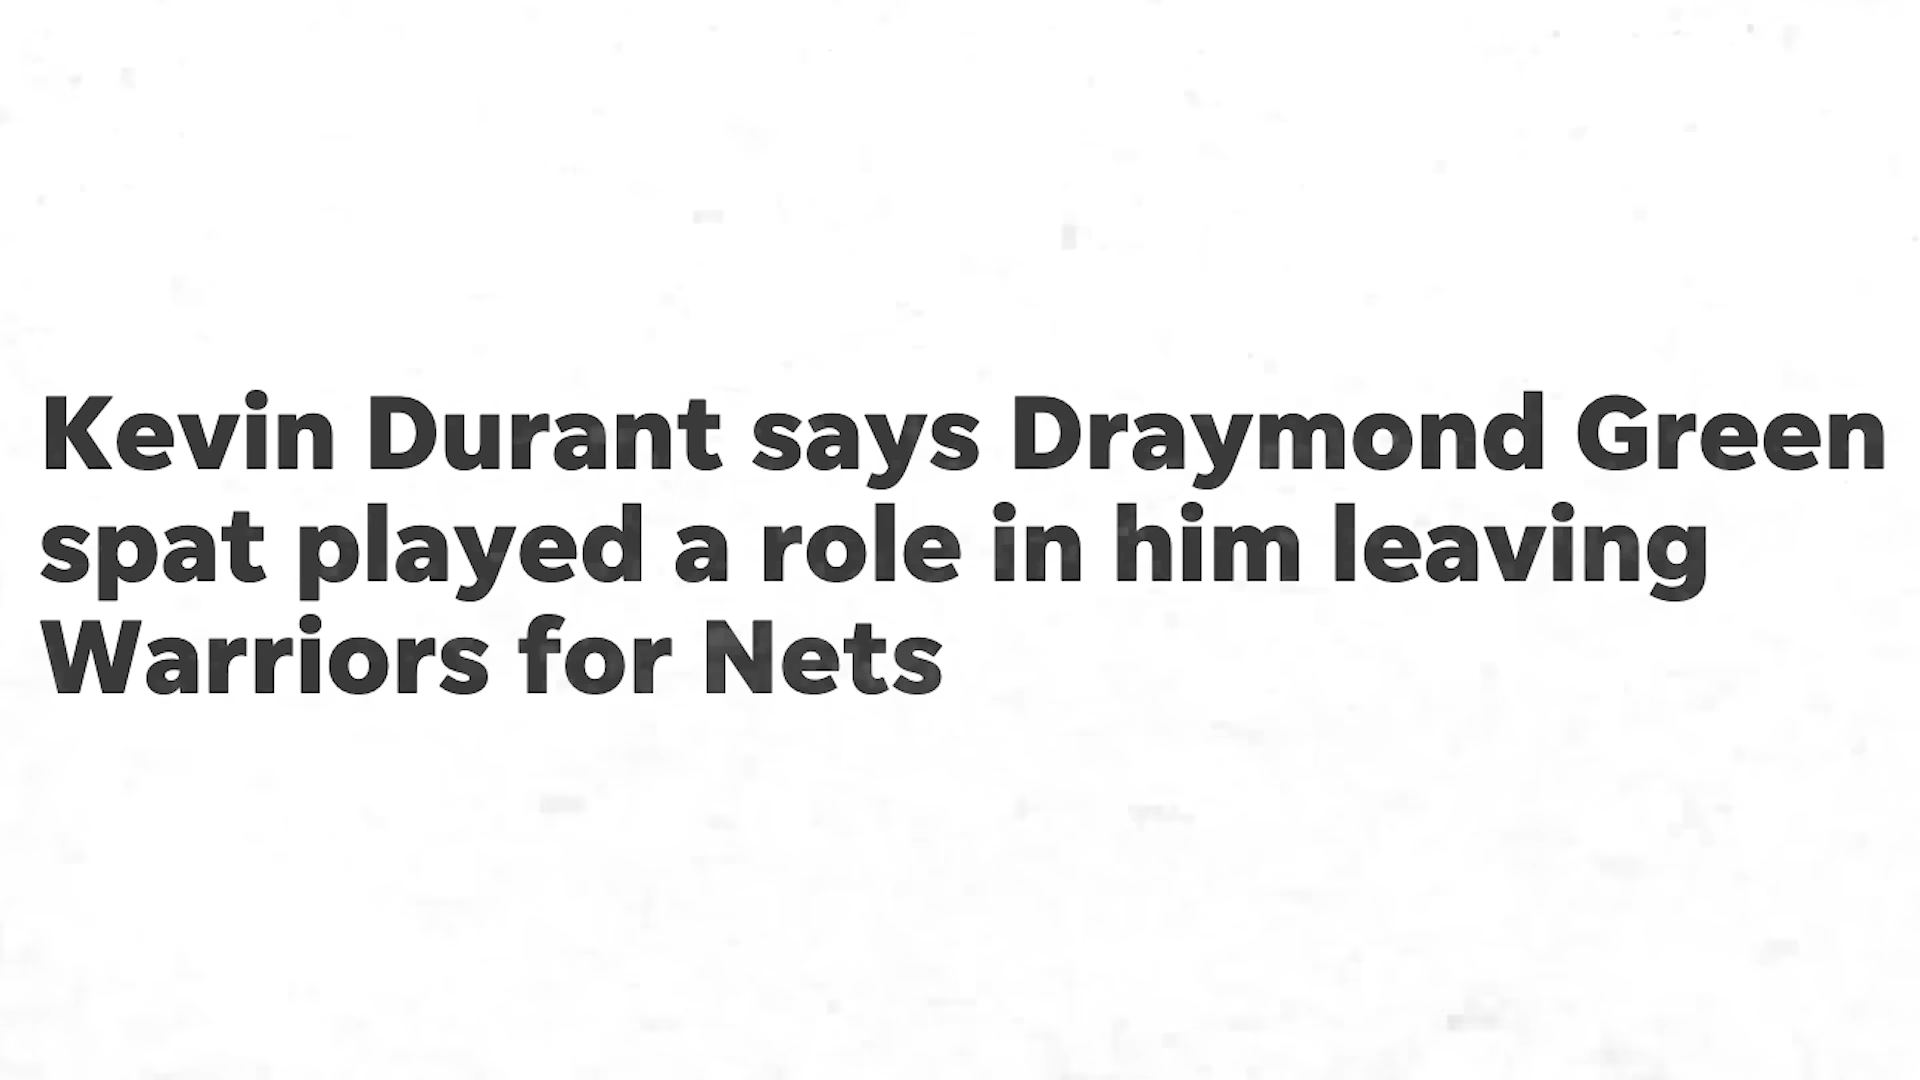 Kevin Durant says Draymond Green
spat played a role in him leaving
Warriors for Nets